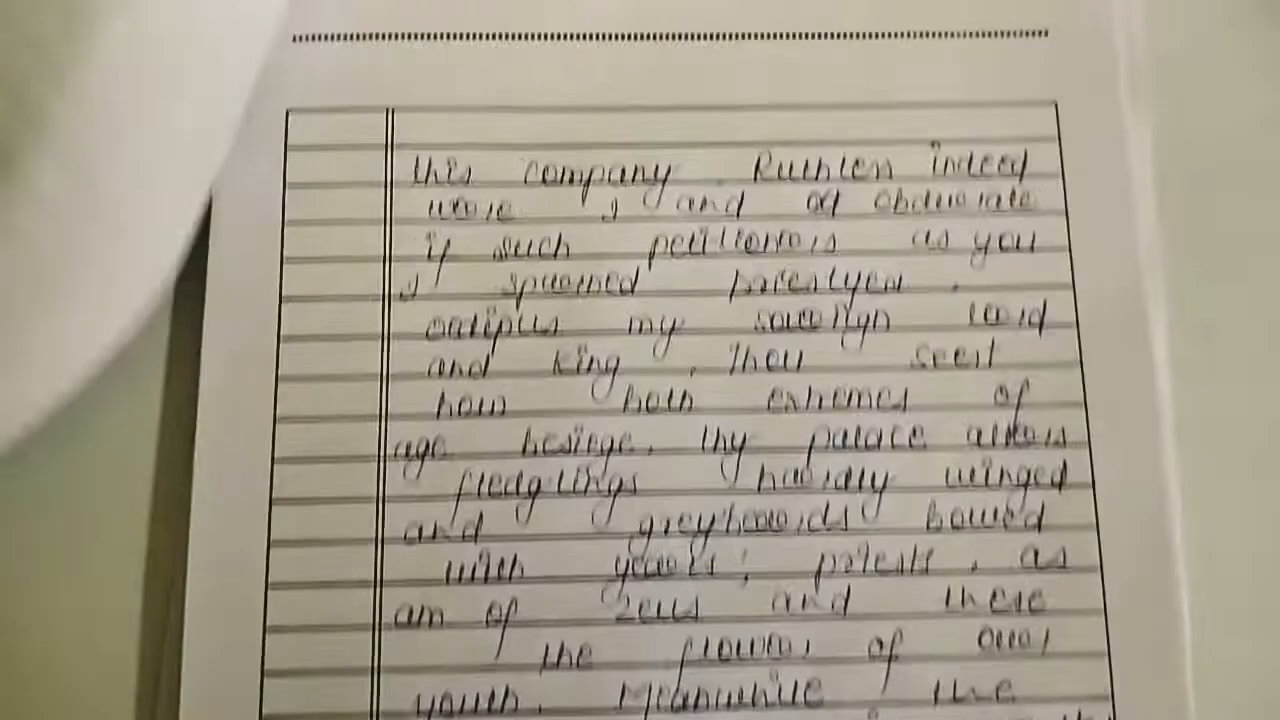 this company. Ruthless indeed
were I and of obdurate
if such petitioners as you
I spurned priestyou.
oedipus my sovereign lord
and king, thou seest
how both extremes of
age besiege. thy palace altars
fledglings hardly winged
and greybeards bowed
with years; priests, as
am of zeus and these
the flower of our
youth. Meanwhile the